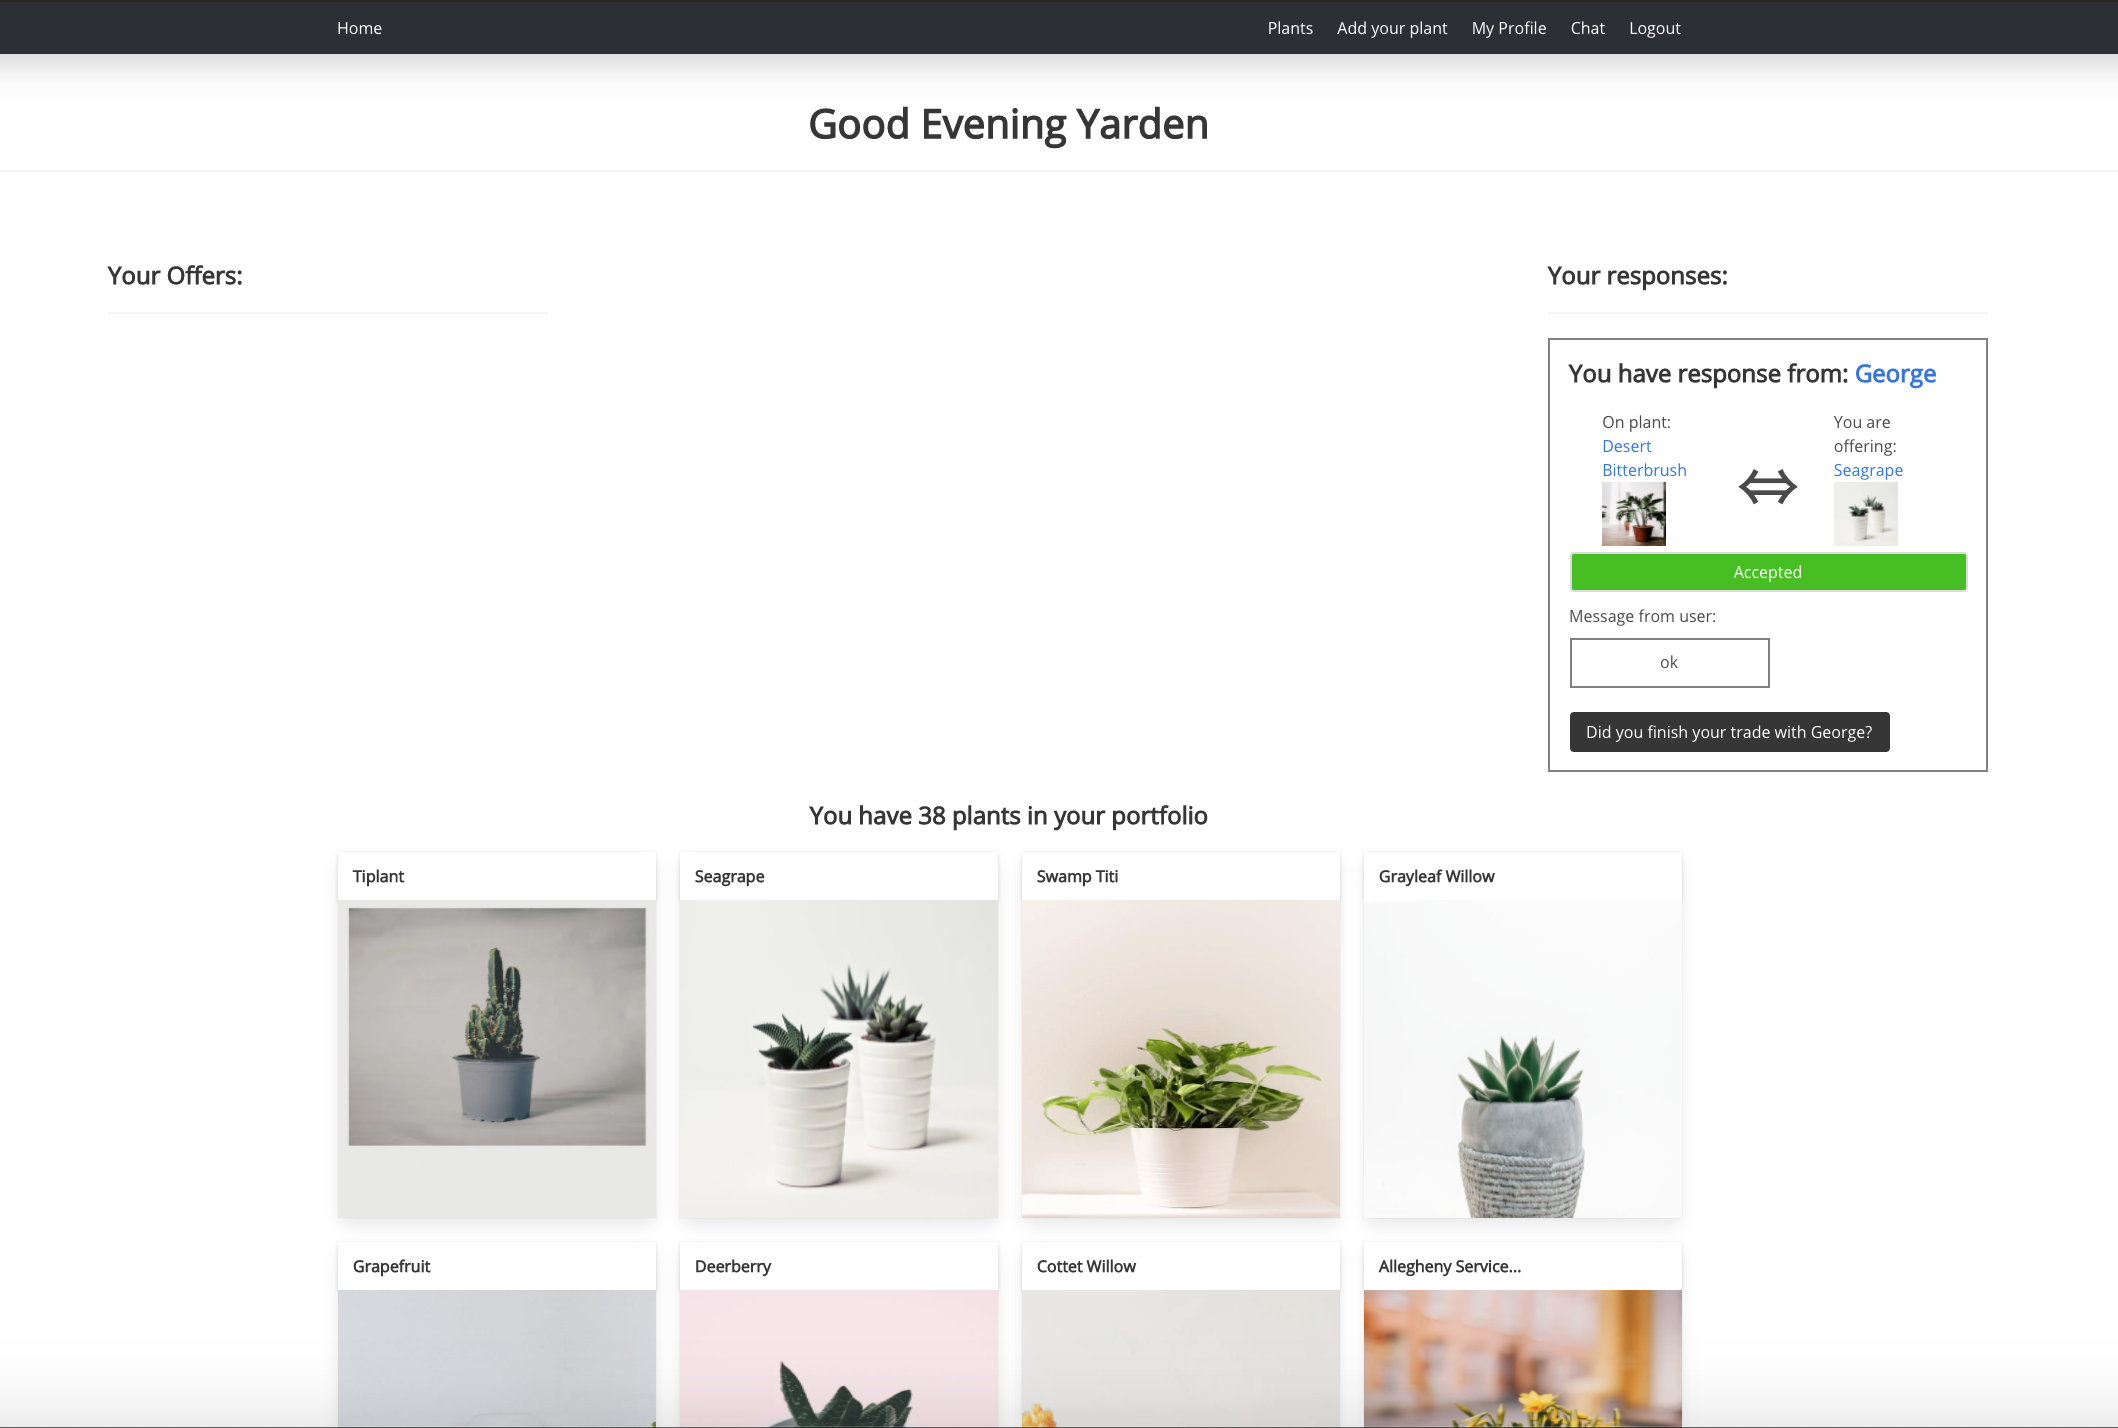 Home
Plants
Add your plant
My Profile
Chat
Logout
Good Evening Yarden
Your Offers:
Your responses:
You have response from: George
On plant:
Desert
Bitterbrush
You are
offering:
Seagrape
Accepted
Message from user:
ok
Did you finish your trade with George?
You have 38 plants in your portfolio
Tiplant
Seagrape
Swamp Titi
Grayleaf Willow
Grapefruit
Deerberry
Cottet Willow
Allegheny Service...